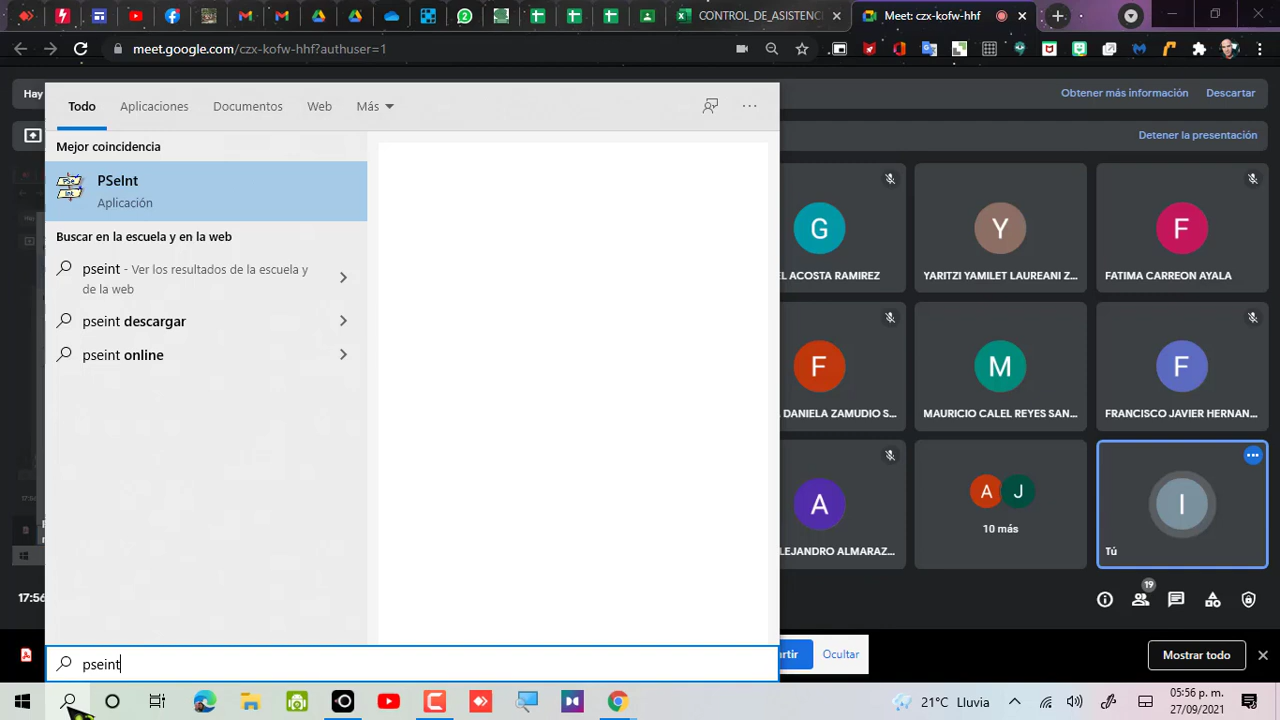 CONTROL_DE_ASISTENC
Meet czx-kofw-hhf
meet.google.com/czx-kofw-hhf?authuser=1
Hay
Obtener más información
Descartar
Detener la presentación
Todo
Aplicaciones
Documentos
Web
Más
Mejor coincidencia
PSeInt
Aplicación
Buscar en la escuela y en la web
pseint - Ver los resultados de la escuela y
de la web
pseint descargar
pseint online
G
EL ACOSTA RAMIREZ
Y
YARITZI YAMILET LAUREANI Z...
F
FATIMA CARREON AYALA
F
DANIELA ZAMUDIO S...
M
MAURICIO CALEL REYES SAN...
F
FRANCISCO JAVIER HERNAN...
A
LEJANDRO ALMARAZ...
A
J
10 más
I
Tú
17:56
19
rtir
Ocultar
Mostrar todo
pseint
21°C Lluvia
05:56 p. m.
27/09/2021